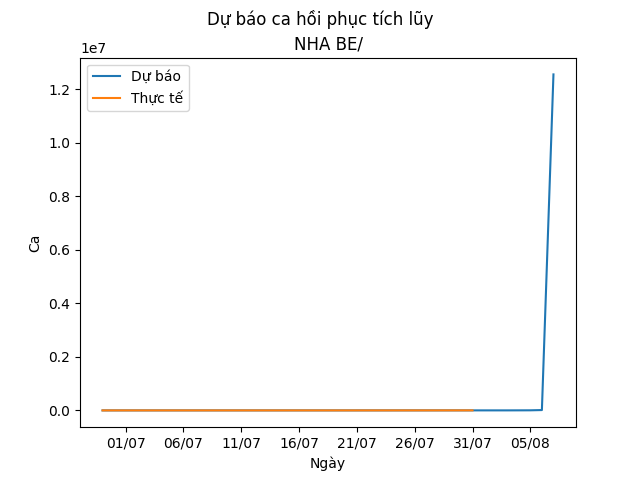 Dự báo ca hồi phục tích lũy
NHA BE/
1e7
Dự báo
Thực tế
1.2
1.0
0.8
0.6
0.4
0.2
0.0
Ca
01/07 06/07 11/07 16/07 21/07 26/07 31/07 05/08
Ngày